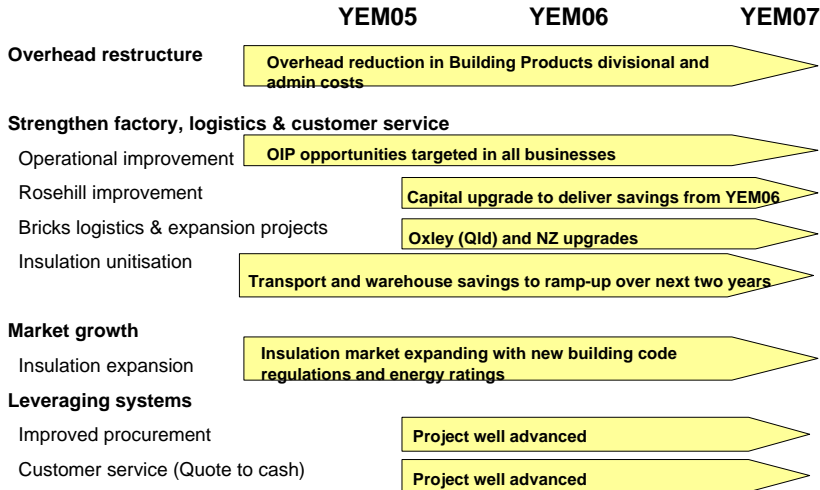 YEM05 YEM06 YEM07
Overhead restructure
Overhead reduction in Building Products divisional and
admin costs
Strengthen factory, logistics & customer service
Operational improvement
OIP opportunities targeted in all businesses
Rosehill improvement
Capital upgrade to deliver savings from YEM06
Bricks logistics & expansion projects
Oxley (Qld) and NZ upgrades
Insulation unitisation
Transport and warehouse savings to ramp-up over next two years
Market growth
Insulation expansion
Insulation market expanding with new building code
regulations and energy ratings
Leveraging systems
Improved procurement
Project well advanced
Customer service (Quote to cash)
Project well advanced